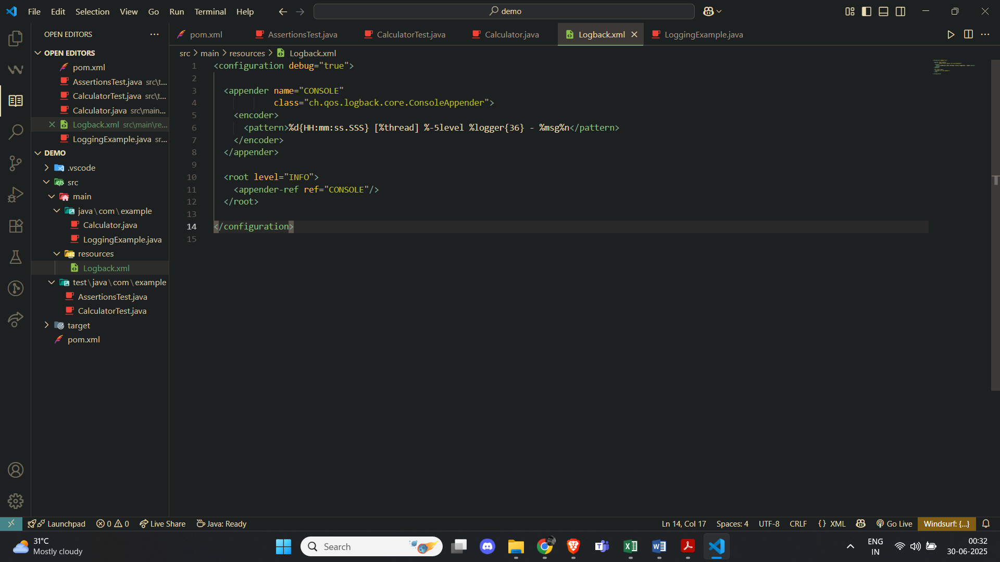 File Edit Selection View Go Run Terminal Help
demo
OPEN EDITORS
OPEN EDITORS
pom.xml
AssertionsTest.java src\t...
CalculatorTest.java src\t...
Calculator.java src\main...
Logback.xml src\main\re...
LoggingExample.java sr...
DEMO
.vscode
src
main
java\com\example
Calculator.java
LoggingExample.java
resources
Logback.xml
test\java\com\example
AssertionsTest.java
CalculatorTest.java
target
pom.xml
pom.xml AssertionsTest.java CalculatorTest.java Calculator.java Logback.xml LoggingExample.java
src > main > resources > Logback.xml
1 <configuration debug="true">
2
3 <appender name="CONSOLE"
4 class="ch.qos.logback.core.ConsoleAppender">
5 <encoder>
6 <pattern>%d{HH:mm:ss.SSS} [%thread] %-5level %logger{36} - %msg%n</pattern>
7 </encoder>
8 </appender>
9
10 <root level="INFO">
11 <appender-ref ref="CONSOLE"/>
12 </root>
13
14 </configuration>
15
Launchpad 0 0 Live Share Java: Ready
Ln 14, Col 17 Spaces: 4 UTF-8 CRLF {} XML Go Live Windsurf: {...}
31°C
Mostly cloudy
Search
ENG
IN
00:32
30-06-2025